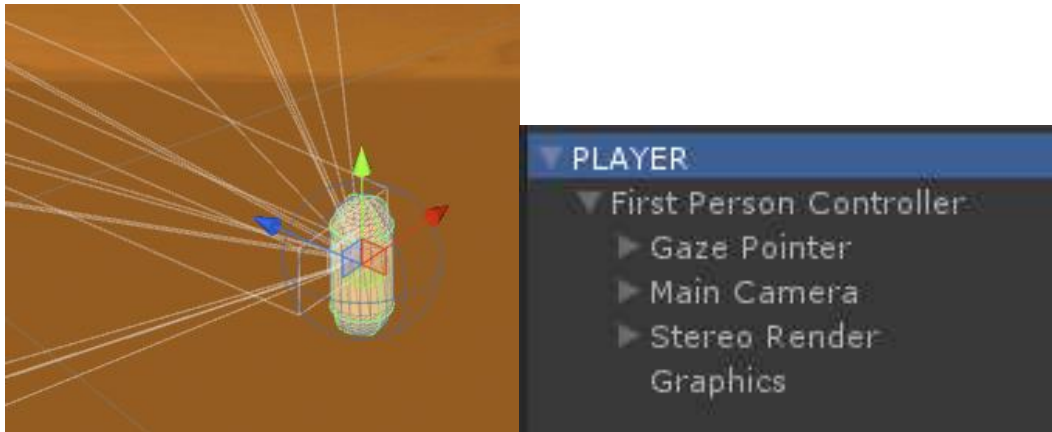 PLAYER
First Person Controller
Gaze Pointer
Main Camera
Stereo Render
Graphics